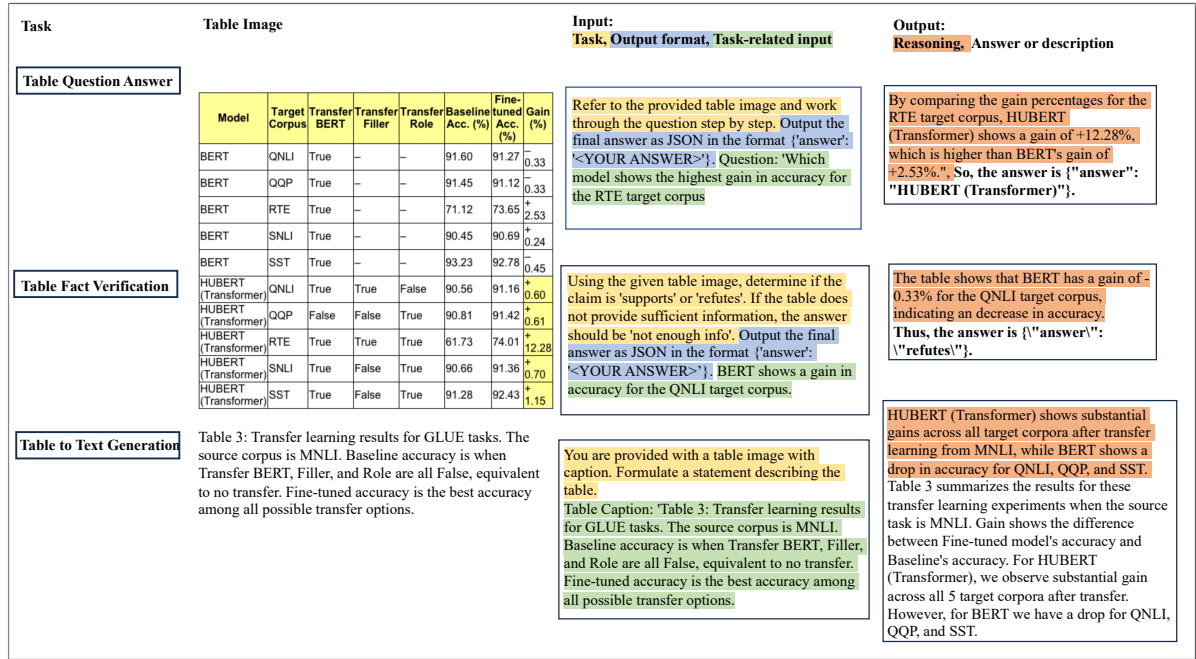 Task
Table Image
Input:
Task, Output format, Task-related input
Output:
Reasoning, Answer or description
Table Question Answer
Model Target Corpus Transfer BERT Transfer Filler Transfer Role Baseline Acc. (%) Fine-tuned Acc. (%) Gain (%)
BERT QNLI True – – 91.60 91.27 – 0.33
BERT QQP True – – 91.45 91.12 – 0.33
BERT RTE True – – 71.12 73.65 + 2.53
BERT SNLI True – – 90.45 90.69 + 0.24
BERT SST True – – 93.23 92.78 – 0.45
HUBERT (Transformer) QNLI True True False 90.56 91.16 + 0.60
HUBERT (Transformer) QQP False False True 90.81 91.42 + 0.61
HUBERT (Transformer) RTE True True True 61.73 74.01 + 12.28
HUBERT (Transformer) SNLI True False True 90.66 91.36 + 0.70
HUBERT (Transformer) SST True False True 91.28 92.43 + 1.15
Refer to the provided table image and work
through the question step by step. Output the
final answer as JSON in the format {'answer':
'<YOUR ANSWER>'}. Question: 'Which
model shows the highest gain in accuracy for
the RTE target corpus
By comparing the gain percentages for the
RTE target corpus, HUBERT
(Transformer) shows a gain of +12.28%,
which is higher than BERT's gain of
+2.53%.", So, the answer is {"answer":
"HUBERT (Transformer)"}.
Table Fact Verification
Using the given table image, determine if the
claim is 'supports' or 'refutes'. If the table does
not provide sufficient information, the answer
should be 'not enough info'. Output the final
answer as JSON in the format {'answer':
'<YOUR ANSWER>'}. BERT shows a gain in
accuracy for the QNLI target corpus.
The table shows that BERT has a gain of -
0.33% for the QNLI target corpus,
indicating an decrease in accuracy.
Thus, the answer is {\"answer\":
\"refutes\"}.
Table to Text Generation
Table 3: Transfer learning results for GLUE tasks. The
source corpus is MNLI. Baseline accuracy is when
Transfer BERT, Filler, and Role are all False, equivalent
to no transfer. Fine-tuned accuracy is the best accuracy
among all possible transfer options.
You are provided with a table image with
caption. Formulate a statement describing the
table.
Table Caption: 'Table 3: Transfer learning results
for GLUE tasks. The source corpus is MNLI.
Baseline accuracy is when Transfer BERT, Filler,
and Role are all False, equivalent to no transfer.
Fine-tuned accuracy is the best accuracy among
all possible transfer options.
HUBERT (Transformer) shows substantial
gains across all target corpora after transfer
learning from MNLI, while BERT shows a
drop in accuracy for QNLI, QQP, and SST.
Table 3 summarizes the results for these
transfer learning experiments when the source
task is MNLI. Gain shows the difference
between Fine-tuned model's accuracy and
Baseline's accuracy. For HUBERT
(Transformer), we observe substantial gain
across all 5 target corpora after transfer.
However, for BERT we have a drop for QNLI,
QQP, and SST.